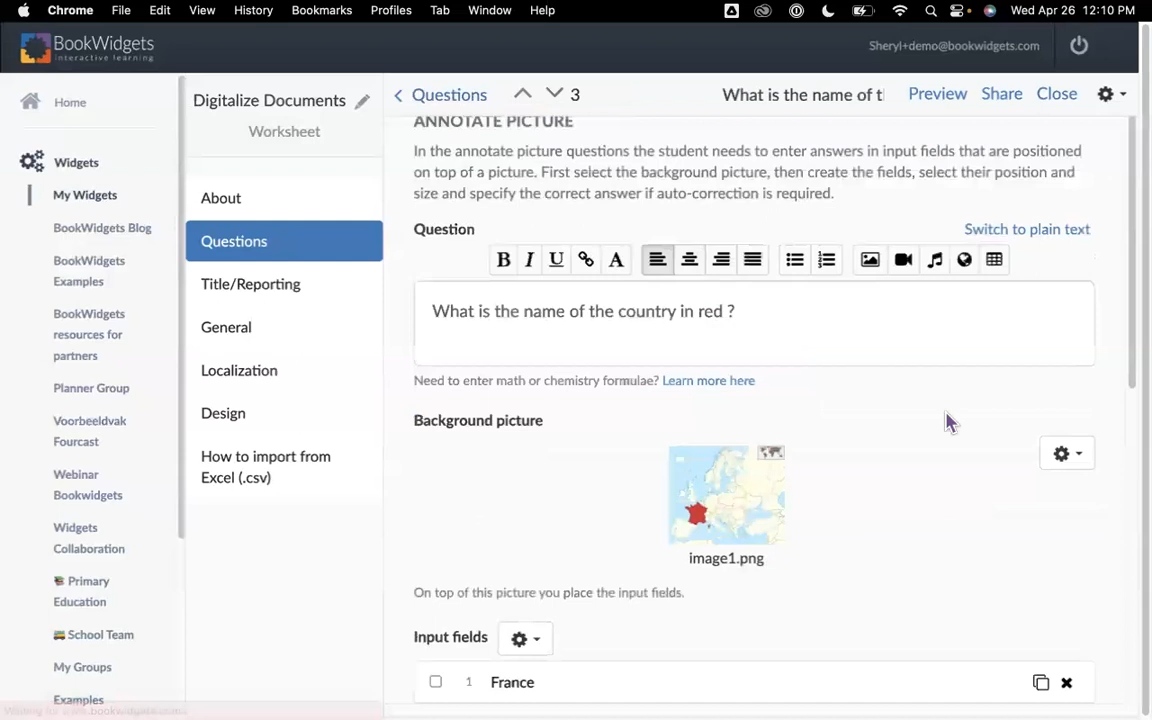 Chrome File Edit View History Bookmarks Profiles Tab Window Help Wed Apr 26 12:10 PM
BookWidgets
interactive learning
Sheryl+demo@bookwidgets.com
Home
Widgets
My Widgets
BookWidgets Blog
BookWidgets
Examples
BookWidgets
resources for
partners
Planner Group
Voorbeeldvak
Fourcast
Webinar
Bookwidgets
Widgets
Collaboration
Primary
Education
School Team
My Groups
Examples
Digitalize Documents
Worksheet
About
Questions
Title/Reporting
General
Localization
Design
How to import from
Excel (.csv)
Questions 3 What is the name of t Preview Share Close
ANNOTATE PICTURE
In the annotate picture questions the student needs to enter answers in input fields that are positioned
on top of a picture. First select the background picture, then create the fields, select their position and
size and specify the correct answer if auto-correction is required.
Question Switch to plain text
B I U A
What is the name of the country in red ?
Need to enter math or chemistry formulae? Learn more here
Background picture
image1.png
On top of this picture you place the input fields.
Input fields
1 France